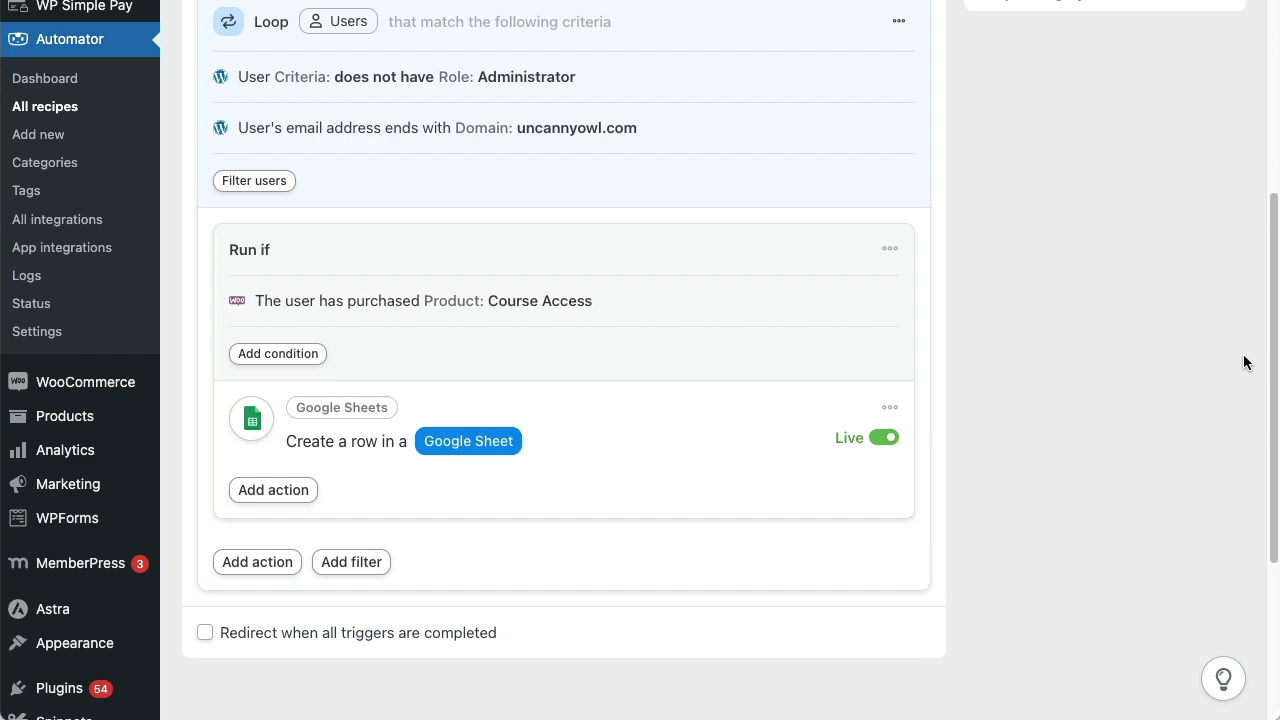 WP Simple Pay
Automator
Dashboard
All recipes
Add new
Categories
Tags
All integrations
App integrations
Logs
Status
Settings
WooCommerce
Products
Analytics
Marketing
WPForms
MemberPress 3
Astra
Appearance
Plugins 54
Loop Users that match the following criteria
User Criteria: does not have Role: Administrator
User's email address ends with Domain: uncannyowl.com
Filter users
Run if
Woo The user has purchased Product: Course Access
Add condition
Google Sheets
Create a row in a Google Sheet
Live
Add action
Add action Add filter
Redirect when all triggers are completed